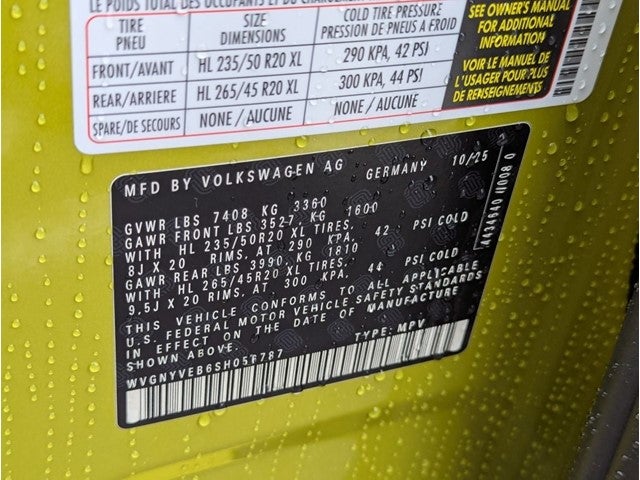 LE POIDS TOTAL DES OCCUPANTS ET DU CHARGEMENT
TIRE SIZE COLD TIRE PRESSURE
PNEU DIMENSIONS PRESSION DE PNEUS A FROID
FRONT/AVANT HL 235/50 R20 XL 290 KPA, 42 PSI
REAR/ARRIERE HL 265/45 R20 XL 300 KPA, 44 PSI
SPARE/DE SECOURS NONE / AUCUNE NONE / AUCUNE
SEE OWNER'S MANUAL
FOR ADDITIONAL
INFORMATION
VOIR LE MANUEL DE
L'USAGER POUR PLUS
DE RENSEIGNEMENTS
MFD BY VOLKSWAGEN AG GERMANY 10/25
GVWR LBS 7408 KG 3360
GAWR FRONT LBS 3527 KG 1600
WITH HL 235/50R20 XL TIRES,
8J X 20 RIMS, AT 290 KPA, 42 PSI COLD
GAWR REAR LBS 3990 KG 1810
WITH HL 265/45R20 XL TIRES,
9.5J X 20 RIMS, AT 300 KPA, 44 PSI COLD
THIS VEHICLE CONFORMS TO ALL APPLICABLE
U.S. FEDERAL MOTOR VEHICLE SAFETY STANDARDS
IN EFFECT ON THE DATE OF MANUFACTURE
SHOWN ABOVE.
WVGNYVEB6SH056787 TYPE: MPV